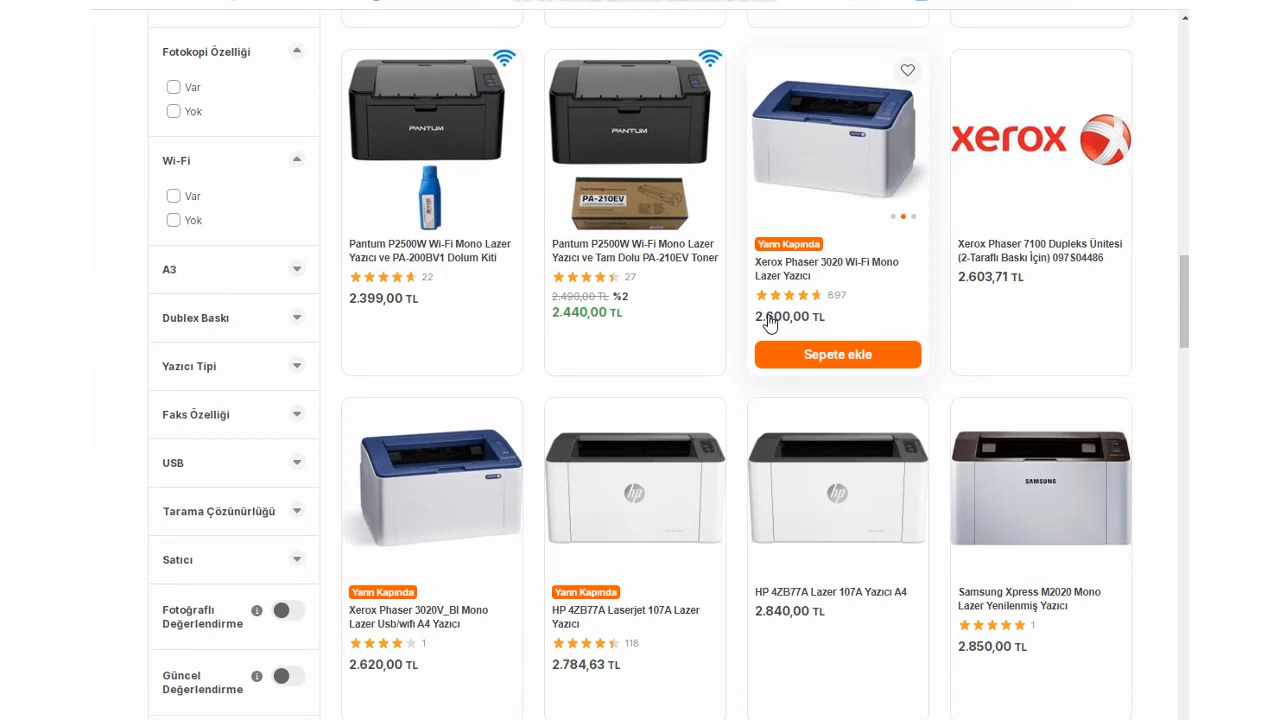 Fotokopi Özelliği
Var
Yok
Wi-Fi
Var
Yok
A3
Dublex Baskı
Yazıcı Tipi
Faks Özelliği
USB
Tarama Çözünürlüğü
Satıcı
Fotoğraflı
Değerlendirme
Güncel
Değerlendirme
PANTUM
Pantum P2500W Wi-Fi Mono Lazer
Yazıcı ve PA-200BV1 Dolum Kiti
22
2.399,00 TL
PANTUM
PA-210EV
Pantum P2500W Wi-Fi Mono Lazer
Yazıcı ve Tam Dolu PA-210EV Toner
27
2.490,00 TL %2
2.440,00 TL
Yarın Kapında
Xerox Phaser 3020 Wi-Fi Mono
Lazer Yazıcı
897
2.600,00 TL
Sepete ekle
xerox
Xerox Phaser 7100 Dupleks Ünitesi
(2-Taraflı Baskı İçin) 097S04486
2.603,71 TL
Yarın Kapında
Xerox Phaser 3020V_BI Mono
Lazer Usb/wıfı A4 Yazıcı
1
2.620,00 TL
hp
Yarın Kapında
HP 4ZB77A Laserjet 107A Lazer
Yazıcı
118
2.784,63 TL
hp
HP 4ZB77A Lazer 107A Yazıcı A4
2.840,00 TL
SAMSUNG
Samsung Xpress M2020 Mono
Lazer Yenilenmiş Yazıcı
1
2.850,00 TL